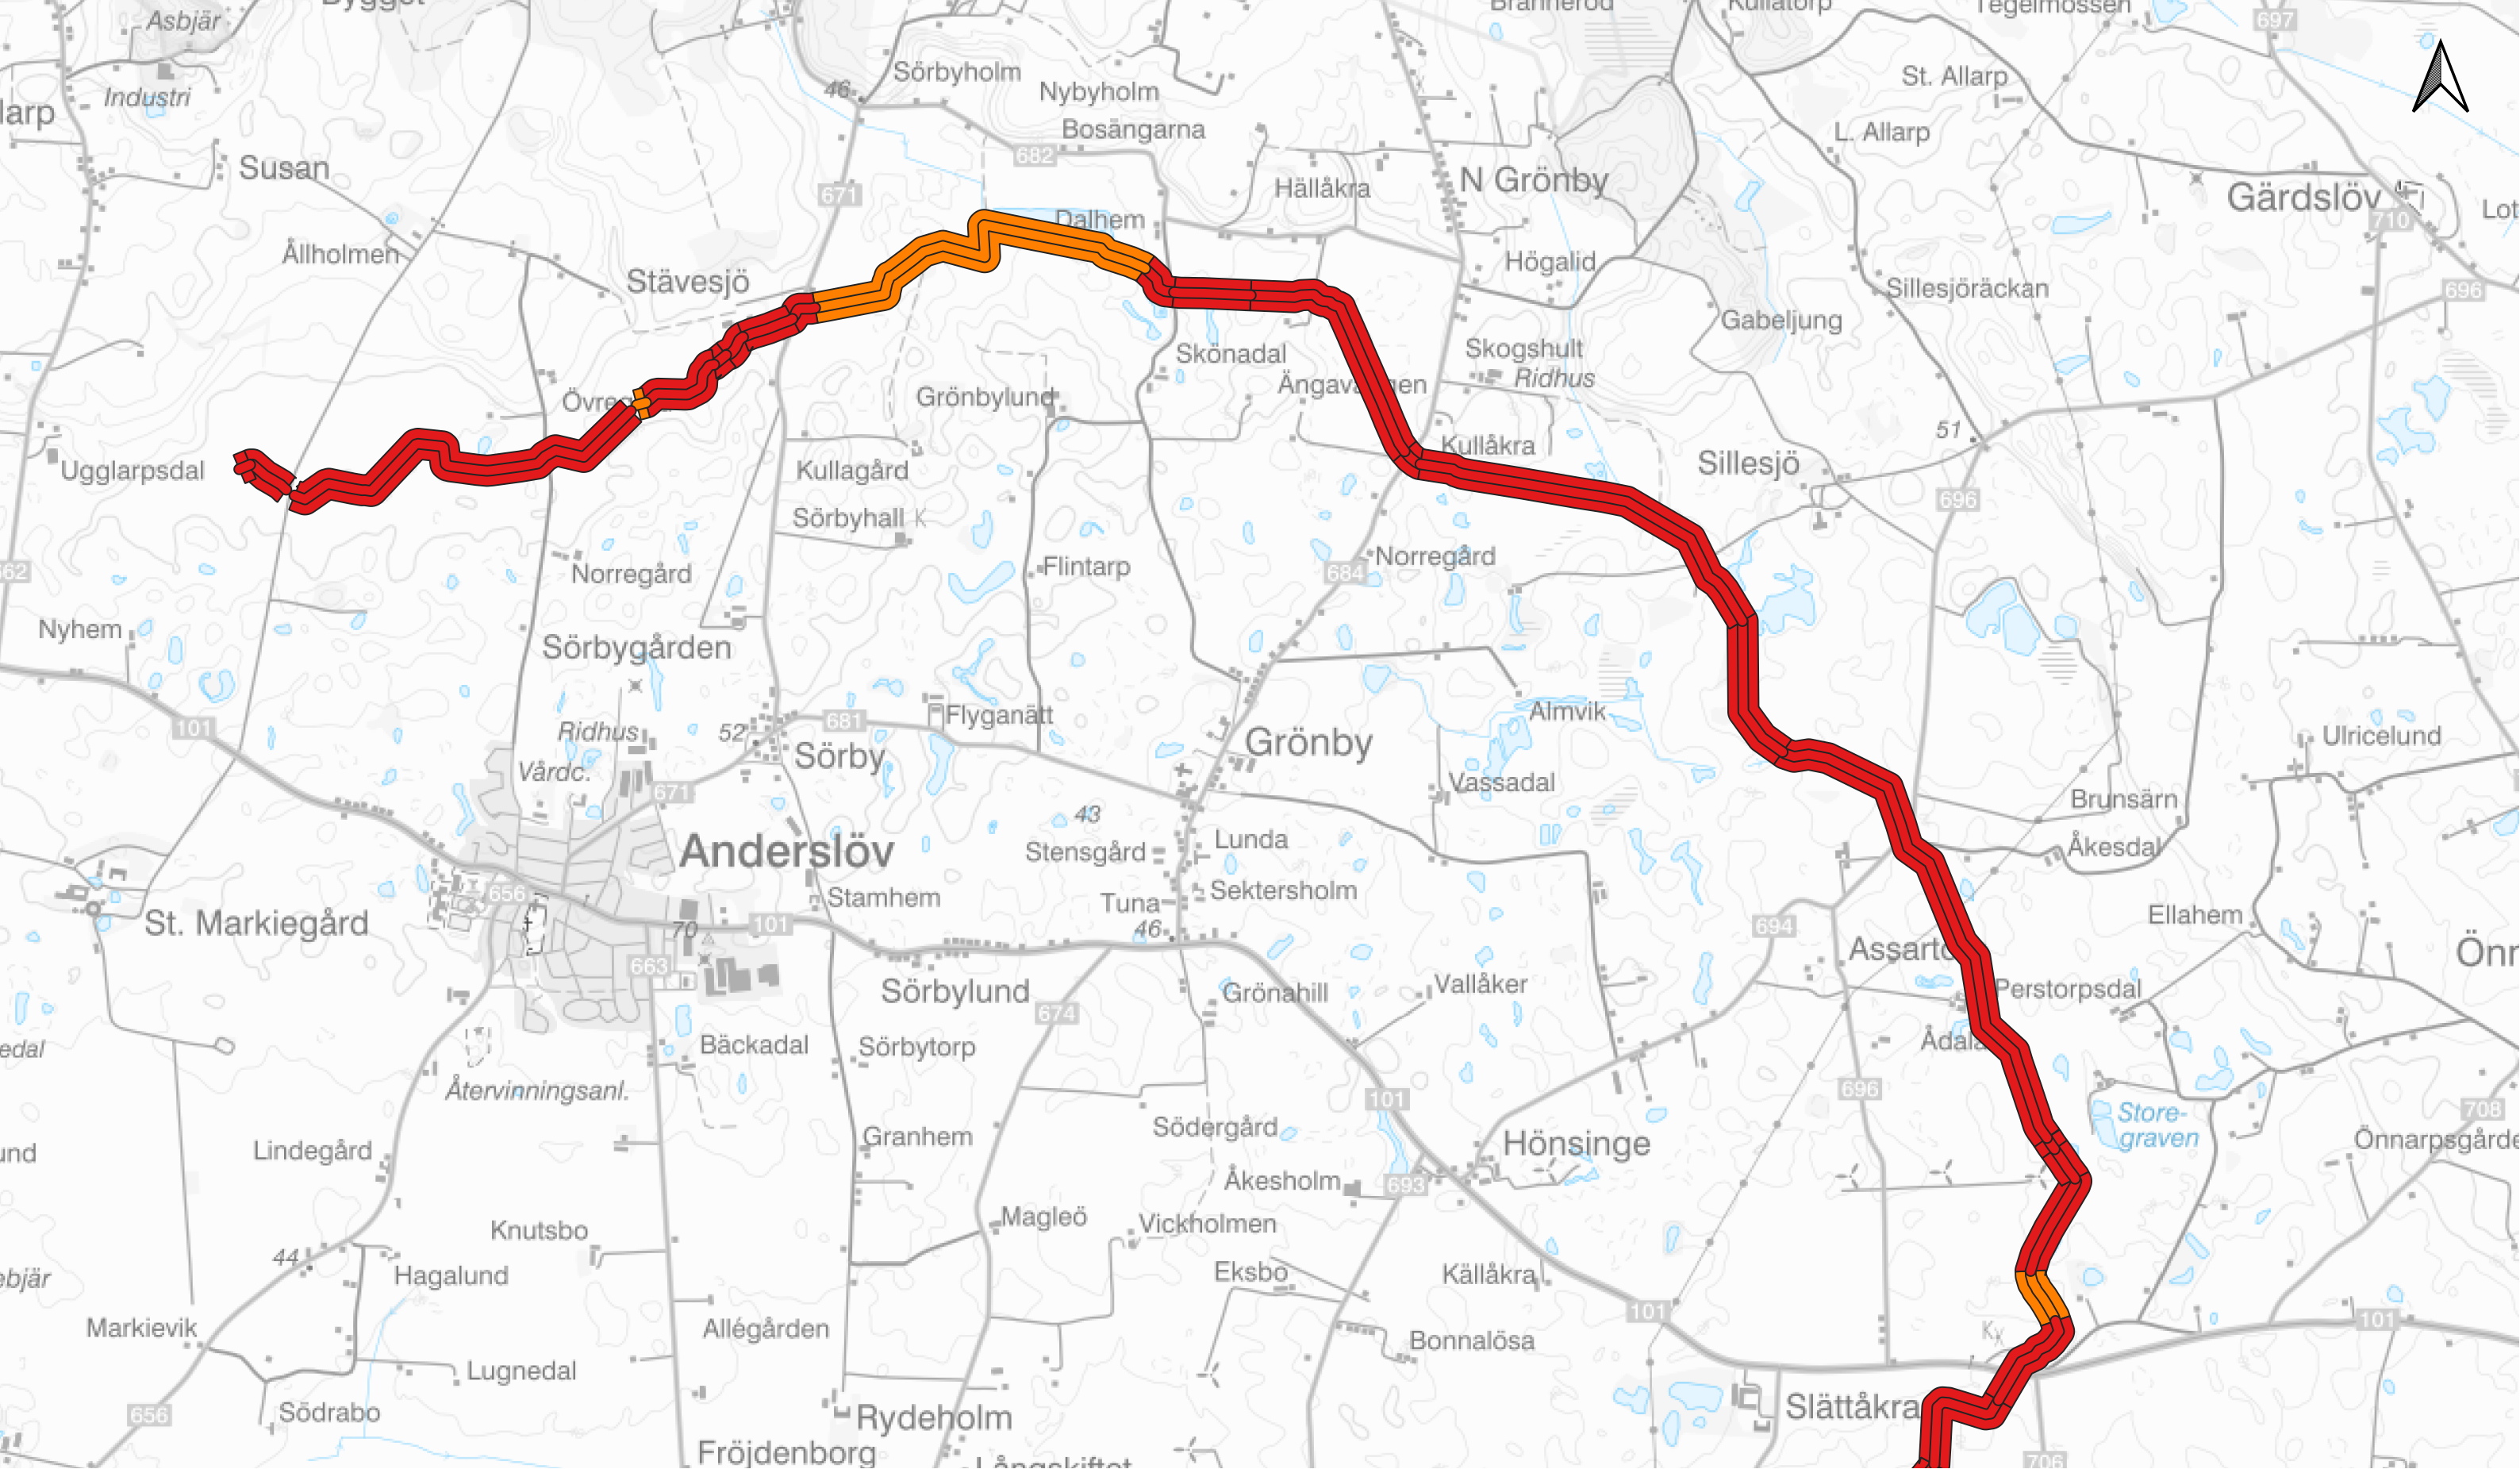 Asbjär
Industri
Susan
Ållholmen
Ugglarpsdal
Nyhem
101
St. Markiegård
Lindegård
44
Markievik
656
Södrabo
Lugnedal
Hagalund
Knutsbo
Återvinningsanl.
Stävesjö
Norregård
Sörbygården
Ridhus
Vårdc.
52
671
Sörby
681
Anderslöv
656
70
101
663
Bäckadal
Allégården
Fröjdenborg
Rydeholm
Granhem
Sörbytorp
Stamhem
Sörbylund
674
Magleö
Vickholmen
Södergård
Åkesholm
693
Eksbo
Bonnalösa
Källåkra
101
Hönsinge
101
Vallåker
Grönahill
46
Tuna
Sektersholm
Lunda
Stensgård
43
Grönby
Flyganätt
Flintarp
Sörbyhall
K
Kullagård
Grönbylund
Skönadal
Dalhem
671
46
Sörbyholm
Nybyholm
Bosängarna
682
Hällåkra
N Grönby
Högalid
Skogshult
Ridhus
Kullåkra
Norregård
684
Almvik
Vassadal
Sillesjö
51
696
Gabeljung
Sillesjöräckan
L. Allarp
St. Allarp
697
Gärdslöv
710
696
Ulricelund
Brunsärn
Åkesdal
Ellahem
694
Perstorpsdal
696
Store-
graven
708
101
Slättåkra
706